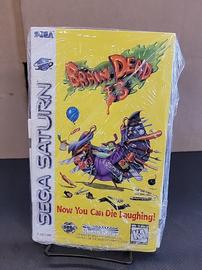 SEGA
BRAIN DEAD
13
Now You Can Die Laughing!
SEGA SATURN